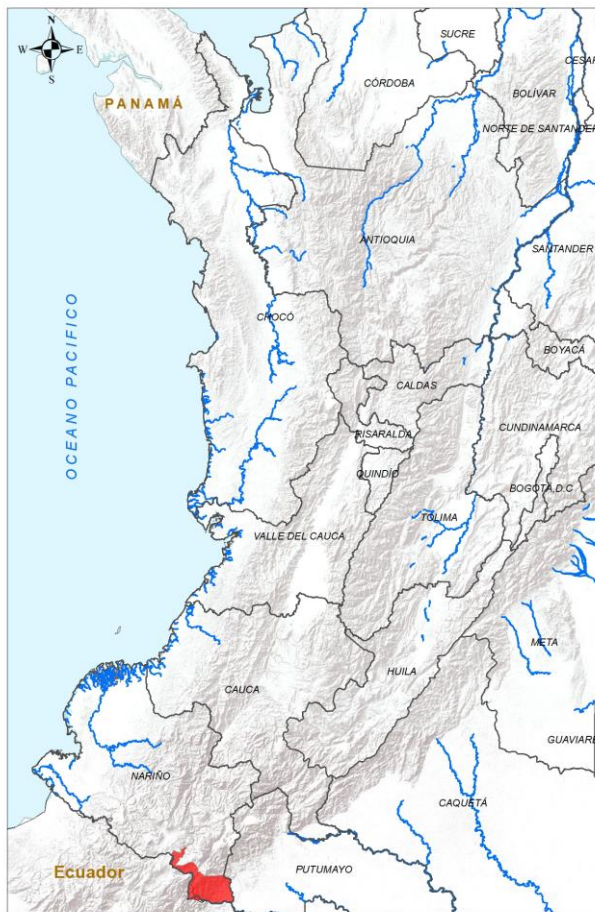 N
W E
S
SUCRE
CESAR
CÓRDOBA
BOLÍVAR
PANAMÁ
NORTE DE SANTANDER
ANTIOQUIA
SANTANDER
CHOCÓ
BOYACÁ
CALDAS
OCEANO PACIFICO
CUNDINAMARCA
RISARALDA
QUINDÍO
BOGOTÁ D.C
TOLIMA
VALLE DEL CAUCA
META
HUILA
CAUCA
GUAVIARE
NARIÑO
CAQUETÁ
Ecuador
PUTUMAYO